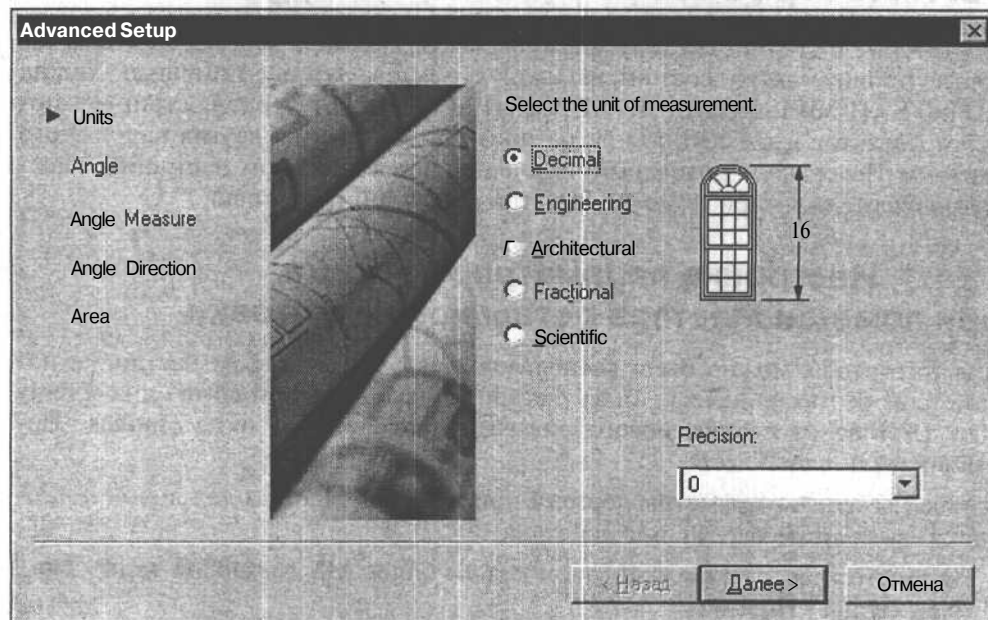 Advanced Setup
Units
Angle
Angle Measure
Angle Direction
Area
Select the unit of measurement.
Decimal
Engineering
Architectural
Fractional
Scientific
16
Precision:
0
< Назад
Далее >
Отмена